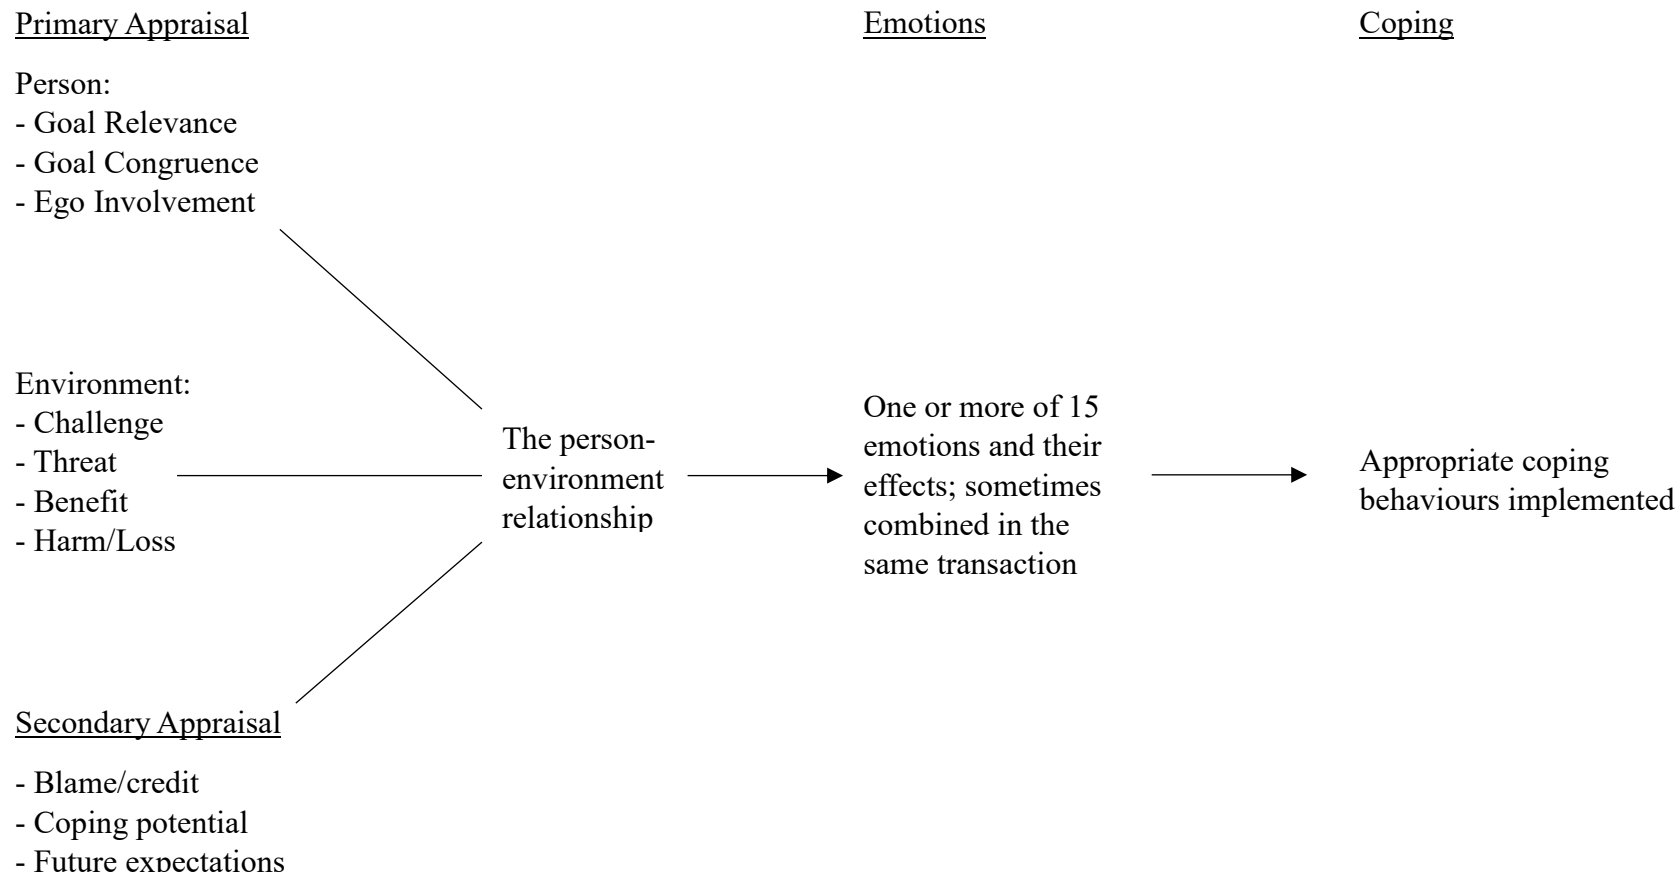 Primary Appraisal
Person:
- Goal Relevance
- Goal Congruence
- Ego Involvement
Environment:
- Challenge
- Threat
- Benefit
- Harm/Loss
Secondary Appraisal
- Blame/credit
- Coping potential
- Future expectations
The person-
environment
relationship
Emotions
One or more of 15
emotions and their
effects; sometimes
combined in the
same transaction
Coping
Appropriate coping
behaviours implemented